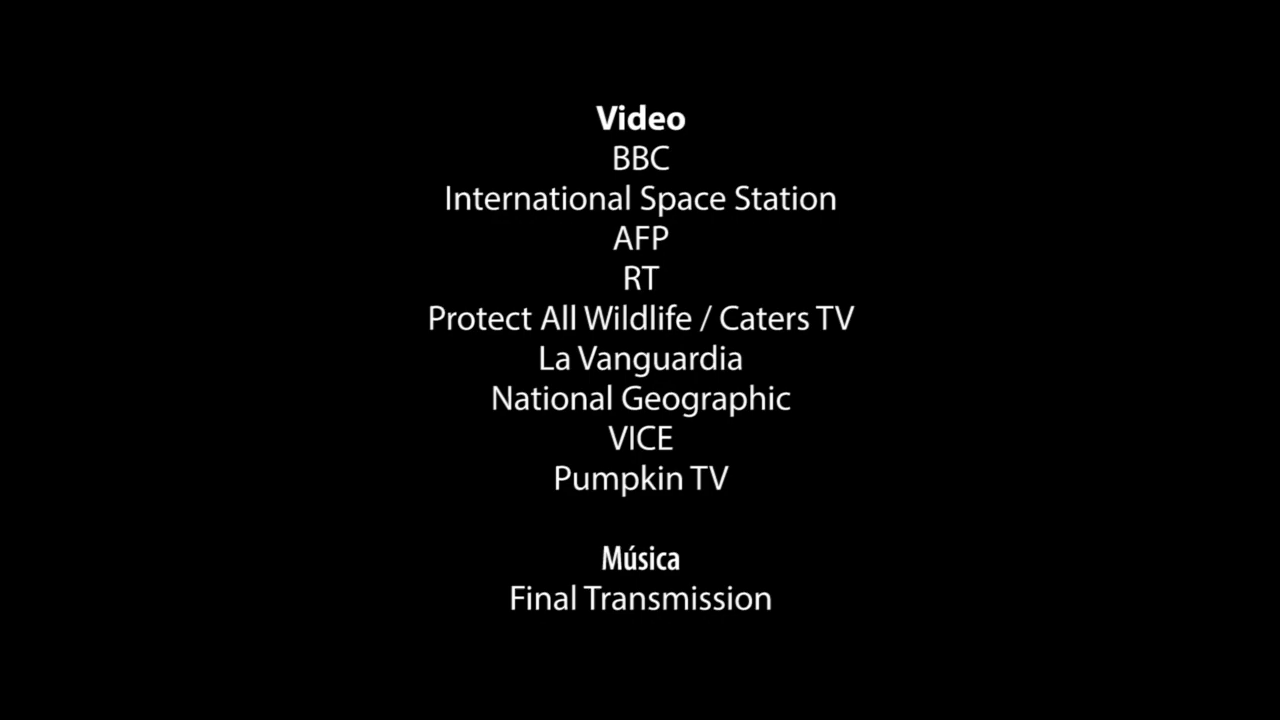 Video
BBC
International Space Station
AFP
RT
Protect All Wildlife / Caters TV
La Vanguardia
National Geographic
VICE
Pumpkin TV
Música
Final Transmission